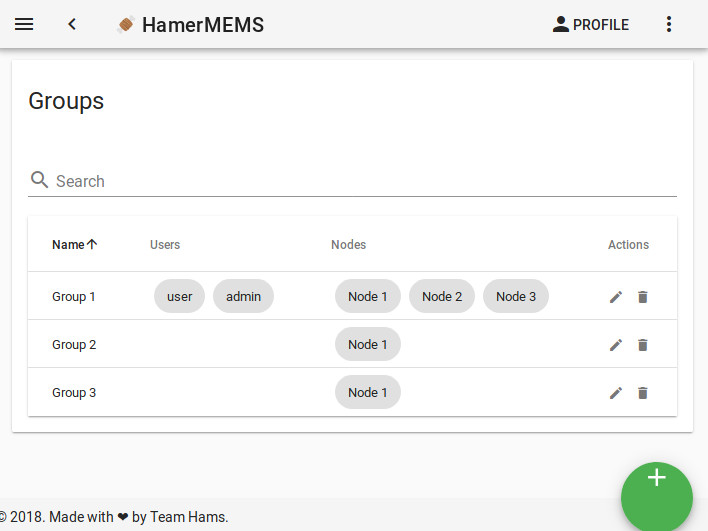 HamerMEMS PROFILE
Groups
Search
Name Users Nodes Actions
Group 1 user admin Node 1 Node 2 Node 3
Group 2 Node 1
Group 3 Node 1
© 2018. Made with ❤ by Team Hams.